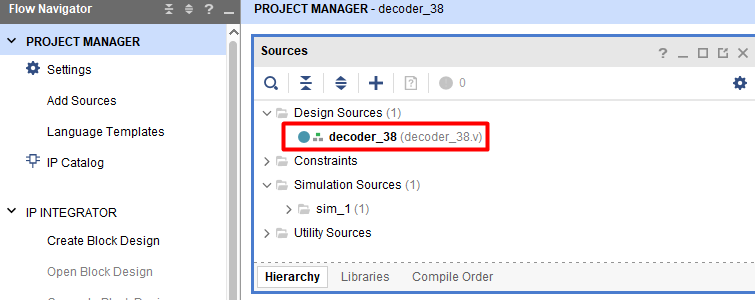 Flow Navigator
PROJECT MANAGER
Settings
Add Sources
Language Templates
IP Catalog
IP INTEGRATOR
Create Block Design
Open Block Design
PROJECT MANAGER - decoder_38
Sources
0
Design Sources (1)
decoder_38 (decoder_38.v)
Constraints
Simulation Sources (1)
sim_1 (1)
Utility Sources
Hierarchy Libraries Compile Order